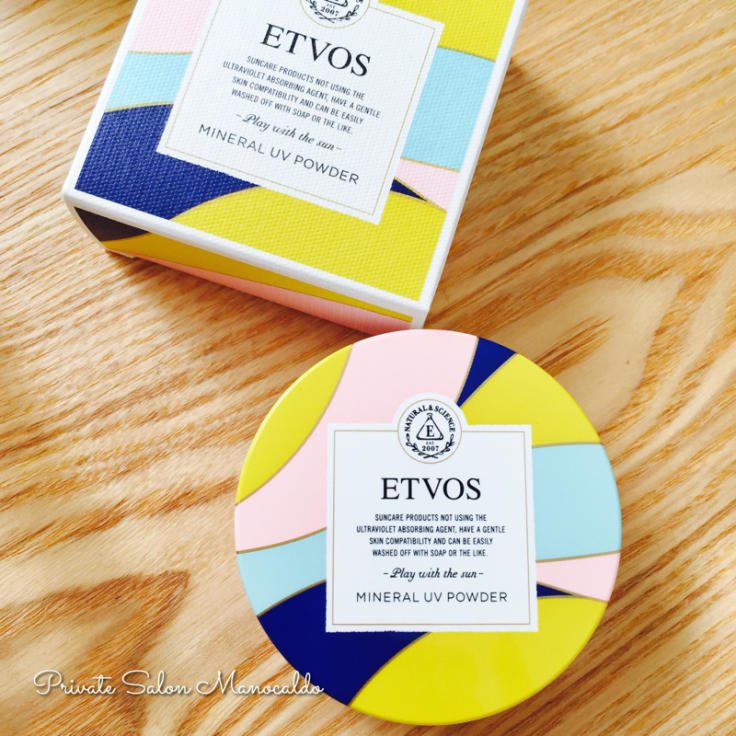 2007
ETVOS
SUNCARE PRODUCTS NOT USING THE
ULTRAVIOLET ABSORBING AGENT, HAVE A GENTLE
SKIN COMPATIBILITY AND CAN BE EASILY
WASHED OFF WITH SOAP OR THE LIKE.
-Play with the sun-
MINERAL UV POWDER
NATURAL & SCIENCE
E
EST.
2007
ETVOS
SUNCARE PRODUCTS NOT USING THE
ULTRAVIOLET ABSORBING AGENT, HAVE A GENTLE
SKIN COMPATIBILITY AND CAN BE EASILY
WASHED OFF WITH SOAP OR THE LIKE.
-Play with the sun-
MINERAL UV POWDER
Private Salon Manocaldo